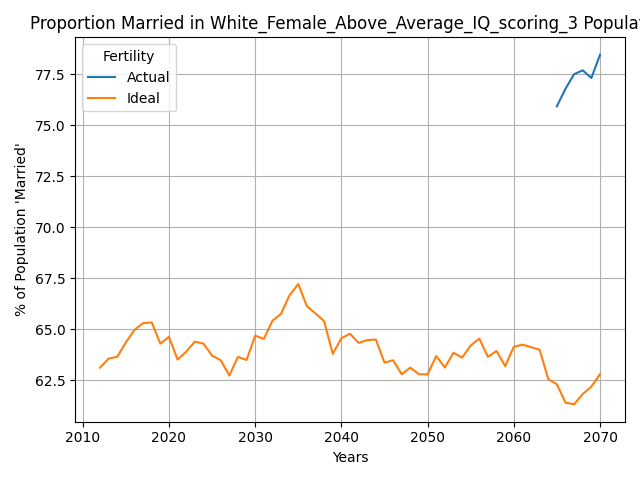 Proportion Married in White_Female_Above_Average_IQ_scoring_3 Populat
Fertility
Actual
Ideal
77.5
75.0
72.5
70.0
67.5
65.0
62.5
% of Population 'Married'
2010 2020 2030 2040 2050 2060 2070
Years